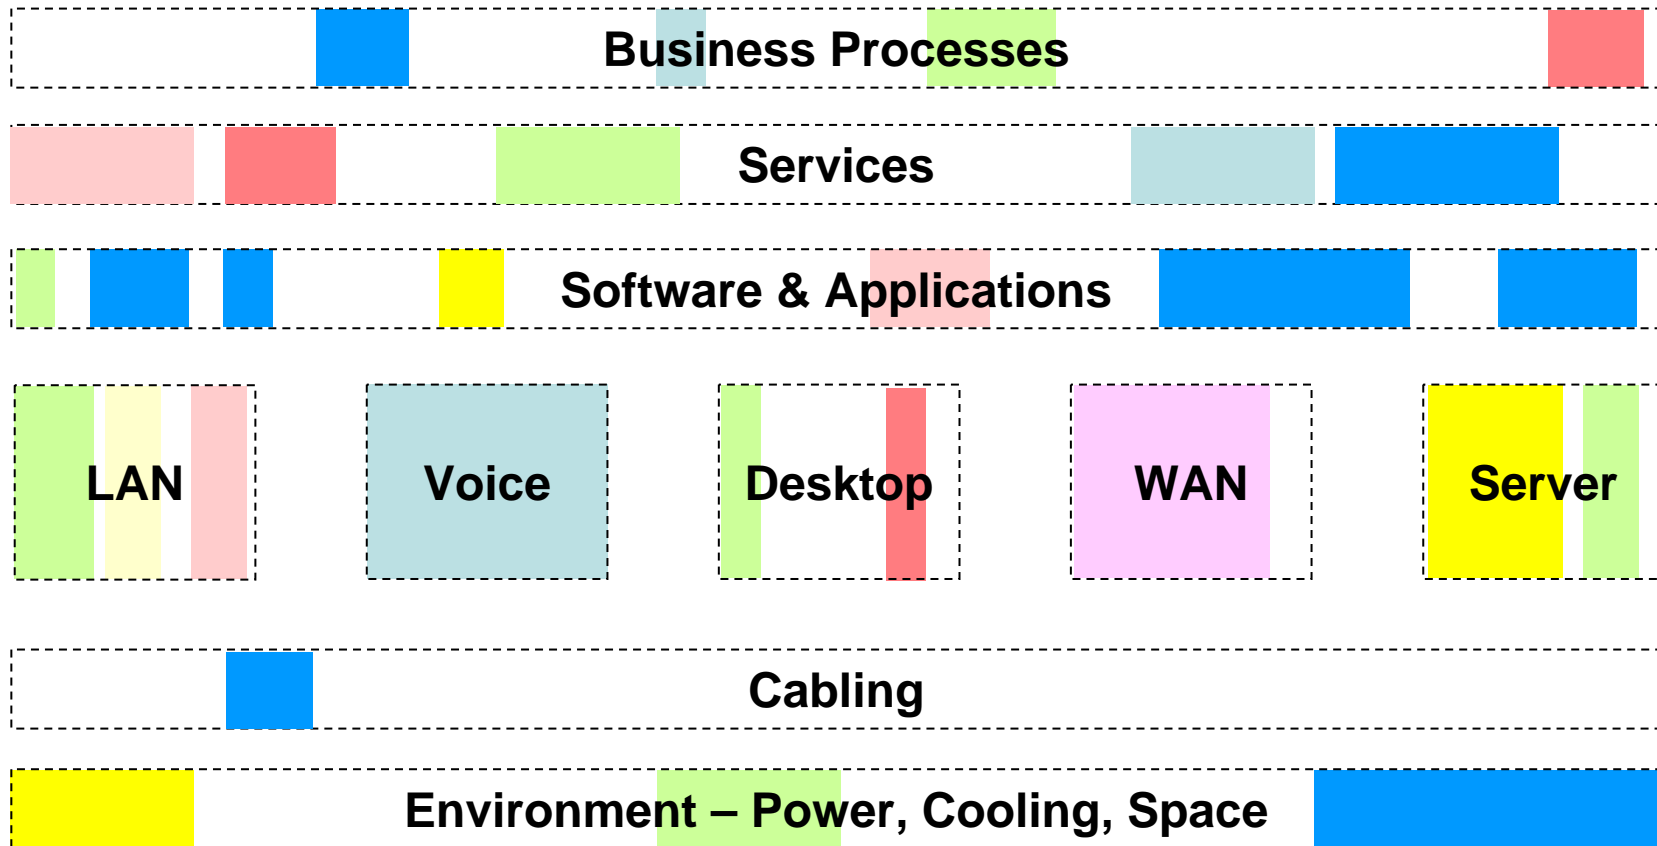 Business Processes
Services
Software & Applications
LAN Voice Desktop WAN Server
Cabling
Environment – Power, Cooling, Space